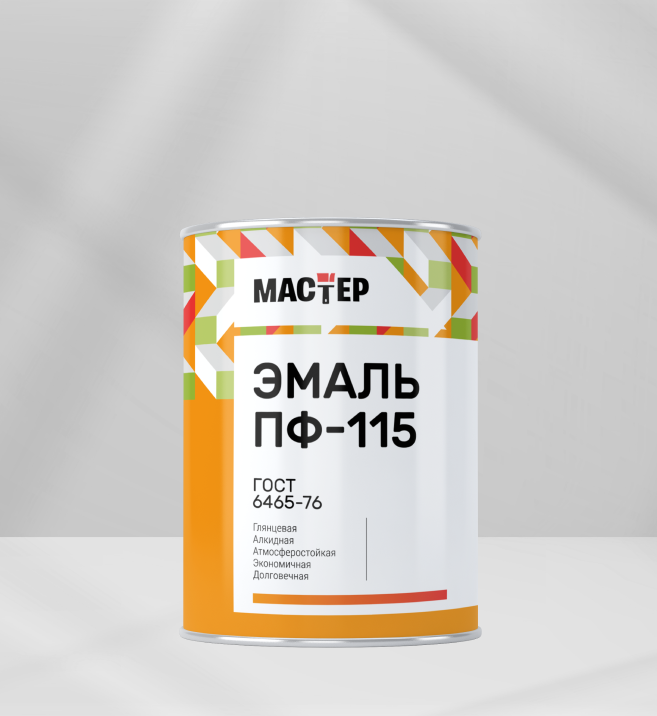 МАСТЕР
ЭМАЛЬ
ПФ-115
ГОСТ
6465-76
Глянцевая
Алкидная
Атмосферостойкая
Экономичная
Долговечная